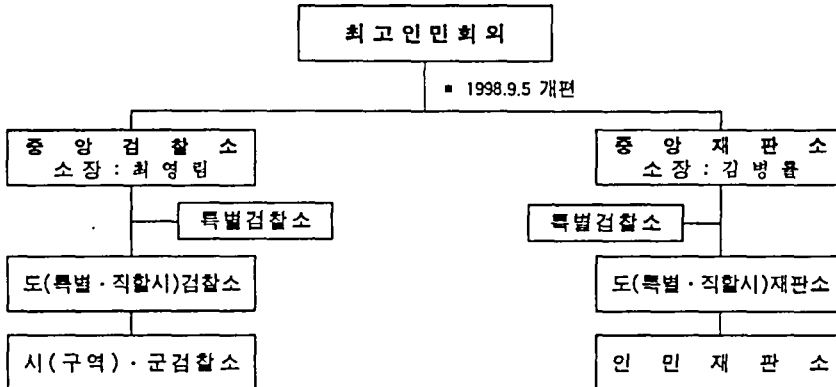 최고인민회의
■ 1998.9.5 개편
중앙검찰소
소장 : 최영림
중앙재판소
소장 : 김병률
특별검찰소
특별검찰소
도(특별·직할시)검찰소
도(특별·직할시)재판소
시(구역)·군검찰소
인민재판소